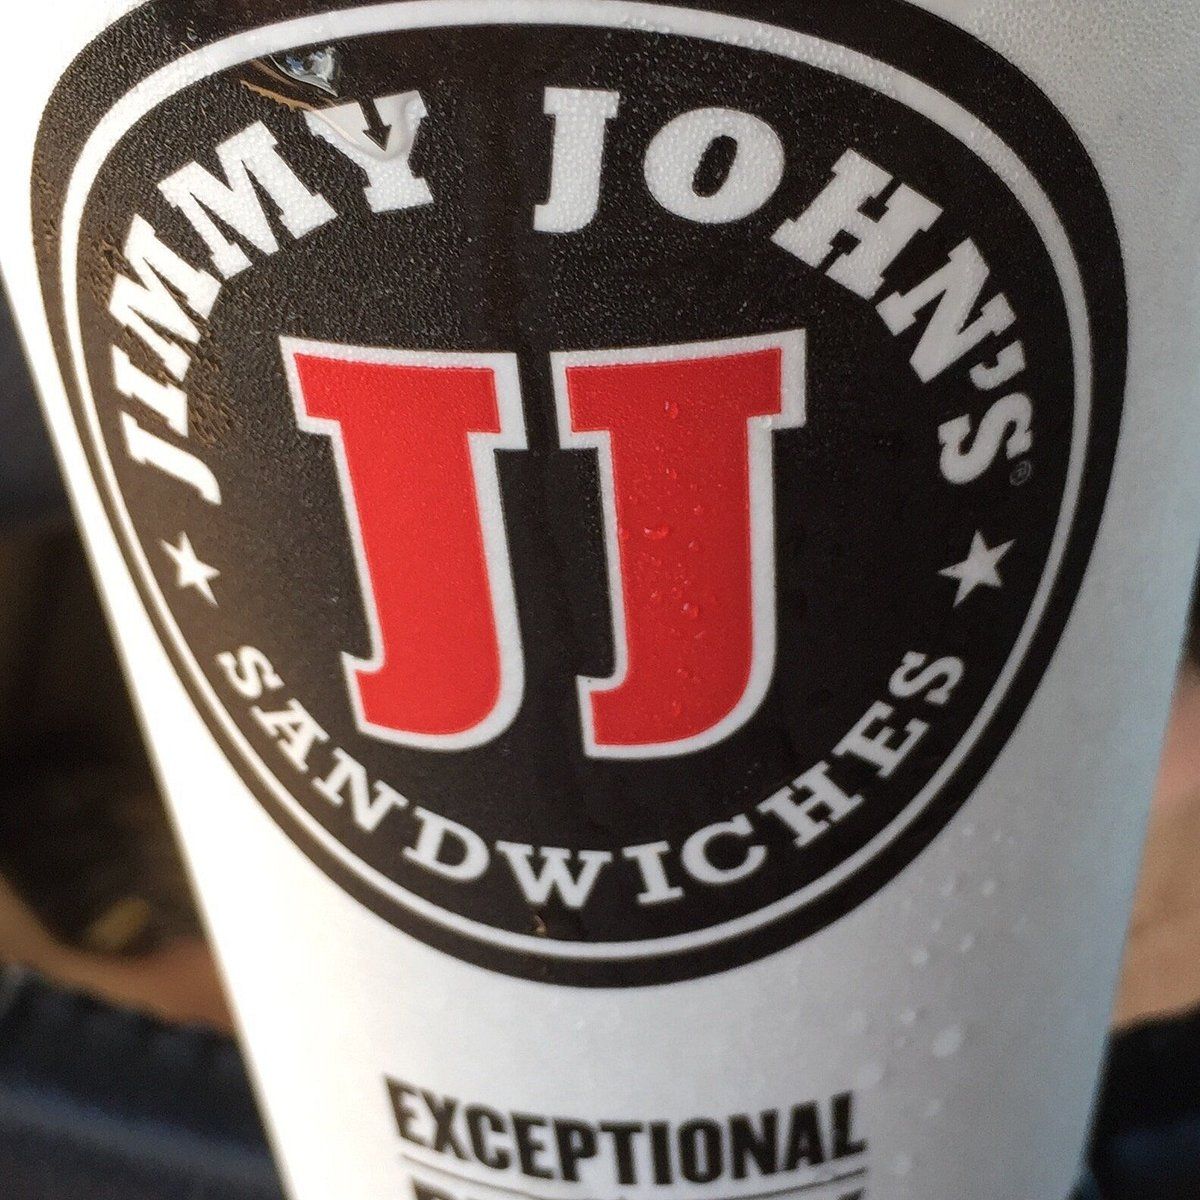 JIMMY JOHN'S®
JJ
SANDWICHES
EXCEPTIONAL